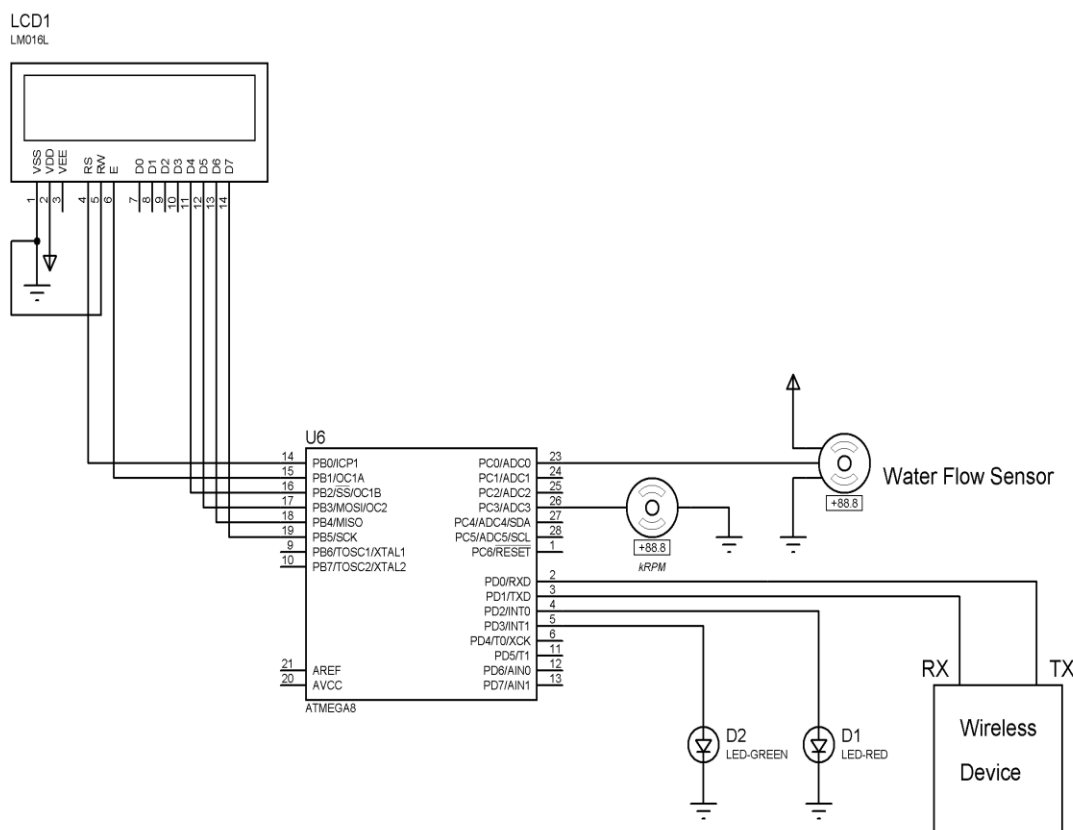 LCD1
LM016L
VSS
VDD
VEE
RS
RW
E
D0
D1
D2
D3
D4
D5
D6
D7
1
2
3
4
5
6
7
8
9
10
11
12
13
14
U6
14 PB0/ICP1
15 PB1/OC1A
16 PB2/SS/OC1B
17 PB3/MOSI/OC2
18 PB4/MISO
19 PB5/SCK
9 PB6/TOSC1/XTAL1
10 PB7/TOSC2/XTAL2
21 AREF
20 AVCC
PC0/ADC0 23
PC1/ADC1 24
PC2/ADC2 25
PC3/ADC3 26
PC4/ADC4/SDA 27
PC5/ADC5/SCL 28
PC6/RESET 1
PD0/RXD 2
PD1/TXD 3
PD2/INT0 4
PD3/INT1 5
PD4/T0/XCK 6
PD5/T1 11
PD6/AIN0 12
PD7/AIN1 13
ATMEGA8
+88.8
kRPM
Water Flow Sensor
+88.8
D2
LED-GREEN
D1
LED-RED
RX TX
Wireless
Device